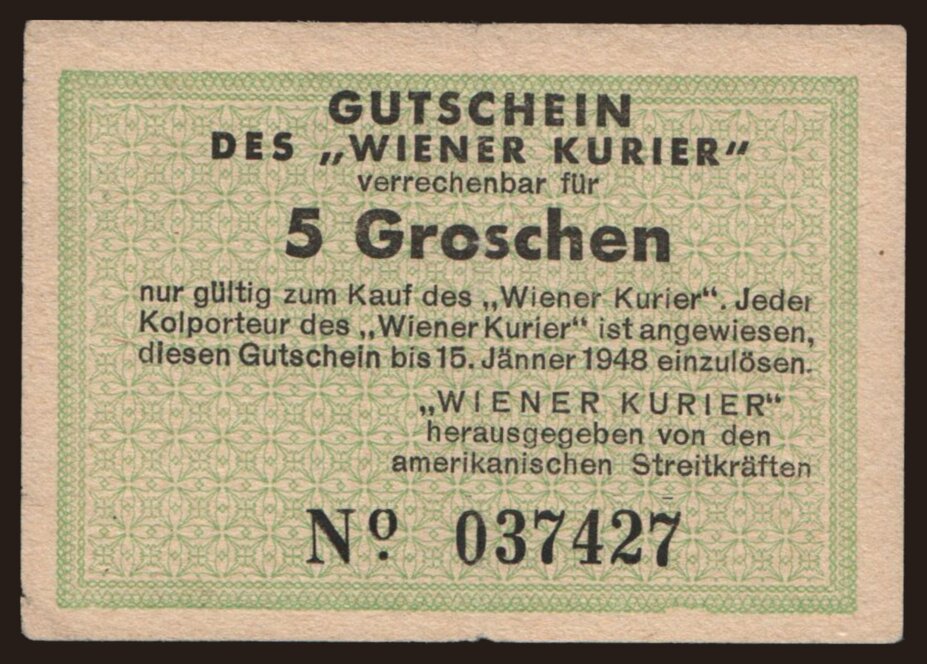 GUTSCHEIN
DES „WIENER KURIER“
verrechenbar für
5 Groschen
nur gültig zum Kauf des „Wiener Kurier“. Jeder
Kolporteur des „Wiener Kurier“ ist angewiesen,
diesen Gutschein bis 15. Jänner 1948 einzulösen.
„WIENER KURIER“
herausgegeben von den
amerikanischen Streitkräften
Nº. 037427